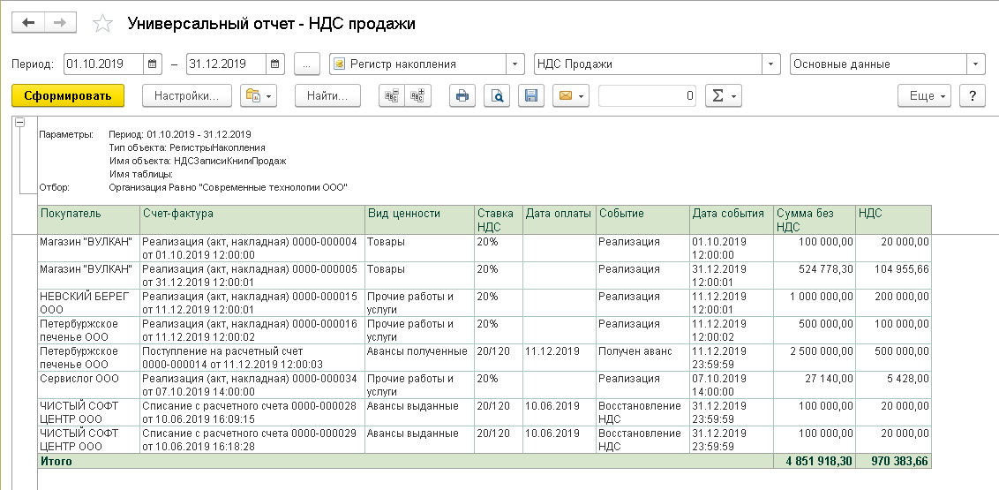 Универсальный отчет - НДС продажи
Период: 01.10.2019 – 31.12.2019 ... Регистр накопления НДС Продажи Основные данные
Сформировать Настройки... Найти... 0 Σ Еще ?
Параметры: Период: 01.10.2019 - 31.12.2019
Тип объекта: РегистрыНакопления
Имя объекта: НДСЗаписиКнигиПродаж
Имя таблицы:
Отбор: Организация Равно "Современные технологии ООО"
Покупатель Счет-фактура Вид ценности Ставка Дата оплаты Событие Дата события Сумма без НДС
НДС НДС
Магазин "ВУЛКАН" Реализация (акт, накладная) 0000-000004 Товары 20% Реализация 01.10.2019 100 000,00 20 000,00
от 01.10.2019 12:00:00 12:00:00
Магазин "ВУЛКАН" Реализация (акт, накладная) 0000-000005 Товары 20% Реализация 31.12.2019 524 778,30 104 955,66
от 31.12.2019 12:00:01 12:00:01
НЕВСКИЙ БЕРЕГ Реализация (акт, накладная) 0000-000015 Прочие работы и 20% Реализация 11.12.2019 1 000 000,00 200 000,00
ООО от 11.12.2019 12:00:01 услуги 12:00:01
Петербуржское Реализация (акт, накладная) 0000-000016 Прочие работы и 20% Реализация 11.12.2019 500 000,00 100 000,00
печенье ООО от 11.12.2019 12:00:02 услуги 12:00:02
Петербуржское Поступление на расчетный счет Авансы полученные 20/120 11.12.2019 Получен аванс 11.12.2019 2 500 000,00 500 000,00
печенье ООО 0000-000014 от 11.12.2019 12:00:03 23:59:59
Сервислог ООО Реализация (акт, накладная) 0000-000034 Прочие работы и 20% Реализация 07.10.2019 27 140,00 5 428,00
от 07.10.2019 14:00:00 услуги 14:00:00
ЧИСТЫЙ СОФТ Списание с расчетного счета 0000-000028 Авансы выданные 20/120 10.06.2019 Восстановление 31.12.2019 100 000,00 20 000,00
ЦЕНТР ООО от 10.06.2019 16:09:15 НДС 23:59:59
ЧИСТЫЙ СОФТ Списание с расчетного счета 0000-000029 Авансы выданные 20/120 10.06.2019 Восстановление 31.12.2019 100 000,00 20 000,00
ЦЕНТР ООО от 10.06.2019 16:18:28 НДС 23:59:59
Итого 4 851 918,30 970 383,66